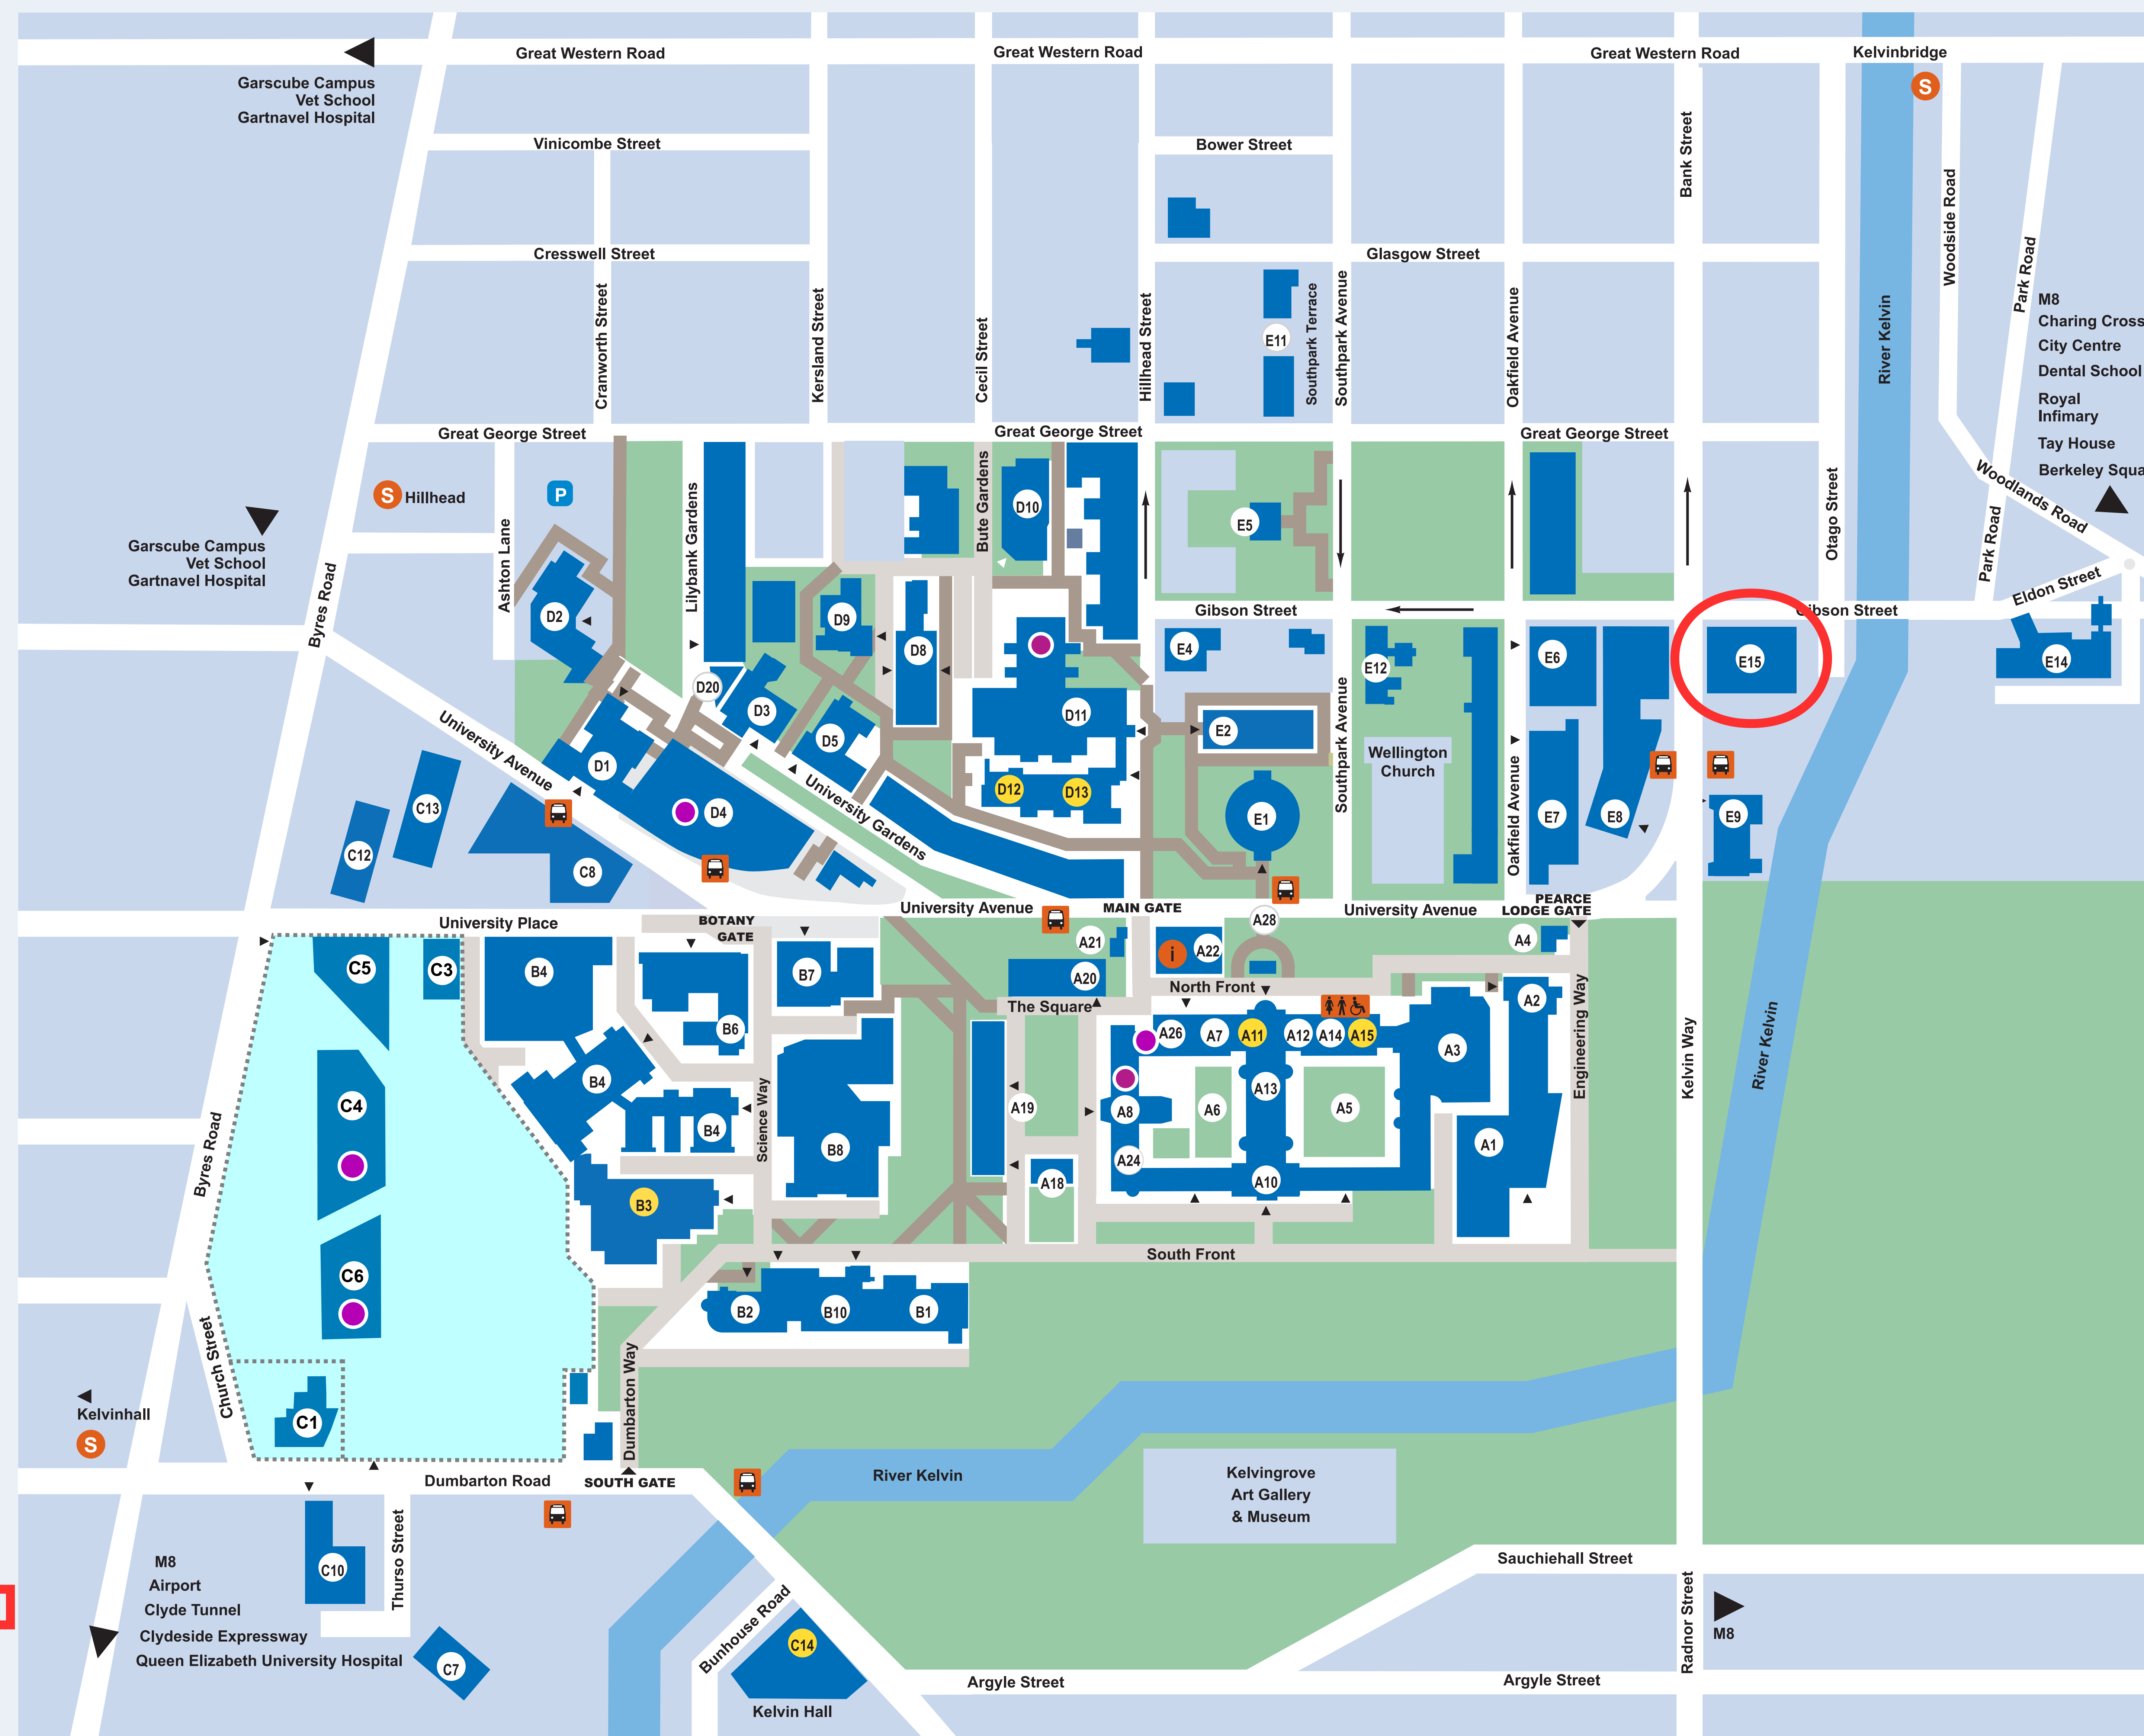 Great Western Road
Great Western Road
Great Western Road
Kelvinbridge
S
Garscube Campus
Vet School
Gartnavel Hospital
Vinicombe Street
Bower Street
Bank Street
Cresswell Street
Glasgow Street
Cranworth Street
Kersland Street
Cecil Street
Hillhead Street
E11
Southpark Terrace
Southpark Avenue
Oakfield Avenue
River Kelvin
Woodside Road
Park Road
M8
Charing Cross
City Centre
Dental School
Royal
Infimary
Tay House
Berkeley Squa
Great George Street
Great George Street
Great George Street
S Hillhead
P
Ashton Lane
Lilybank Gardens
Bute Gardens
D10
E5
Otago Street
Woodlands Road
Park Road
Eldon Street
Garscube Campus
Vet School
Gartnavel Hospital
Byres Road
D2
D9
D8
Gibson Street
Gibson Street
E4
E12
E6
E15
E14
D20
D3
D5
D11
E2
Southpark Avenue
Wellington
Church
University Avenue
D1
D4
University Gardens
D12
D13
E1
Oakfield Avenue
E7
E8
E9
C13
C12
C8
University Place
BOTANY
GATE
University Avenue
MAIN GATE
A28
University Avenue
PEARCE
LODGE GATE
C5
C3
B4
B7
A21
A20
i
A22
A4
North Front
The Square
B6
A26
A7
A11
A12
A14
A15
A3
A2
Engineering Way
Kelvin Way
River Kelvin
C4
B4
B4
Science Way
B8
A19
A8
A6
A13
A5
A1
Byres Road
B3
A18
A24
A10
South Front
C6
B2
B10
B1
Church Street
C1
Dumbarton Way
Kelvinhall
S
Dumbarton Road
SOUTH GATE
River Kelvin
Kelvingrove
Art Gallery
& Museum
C10
Thurso Street
M8
Airport
Clyde Tunnel
Clydeside Expressway
Queen Elizabeth University Hospital
C7
Bunhouse Road
C14
Kelvin Hall
Argyle Street
Sauchiehall Street
Argyle Street
Radnor Street
M8